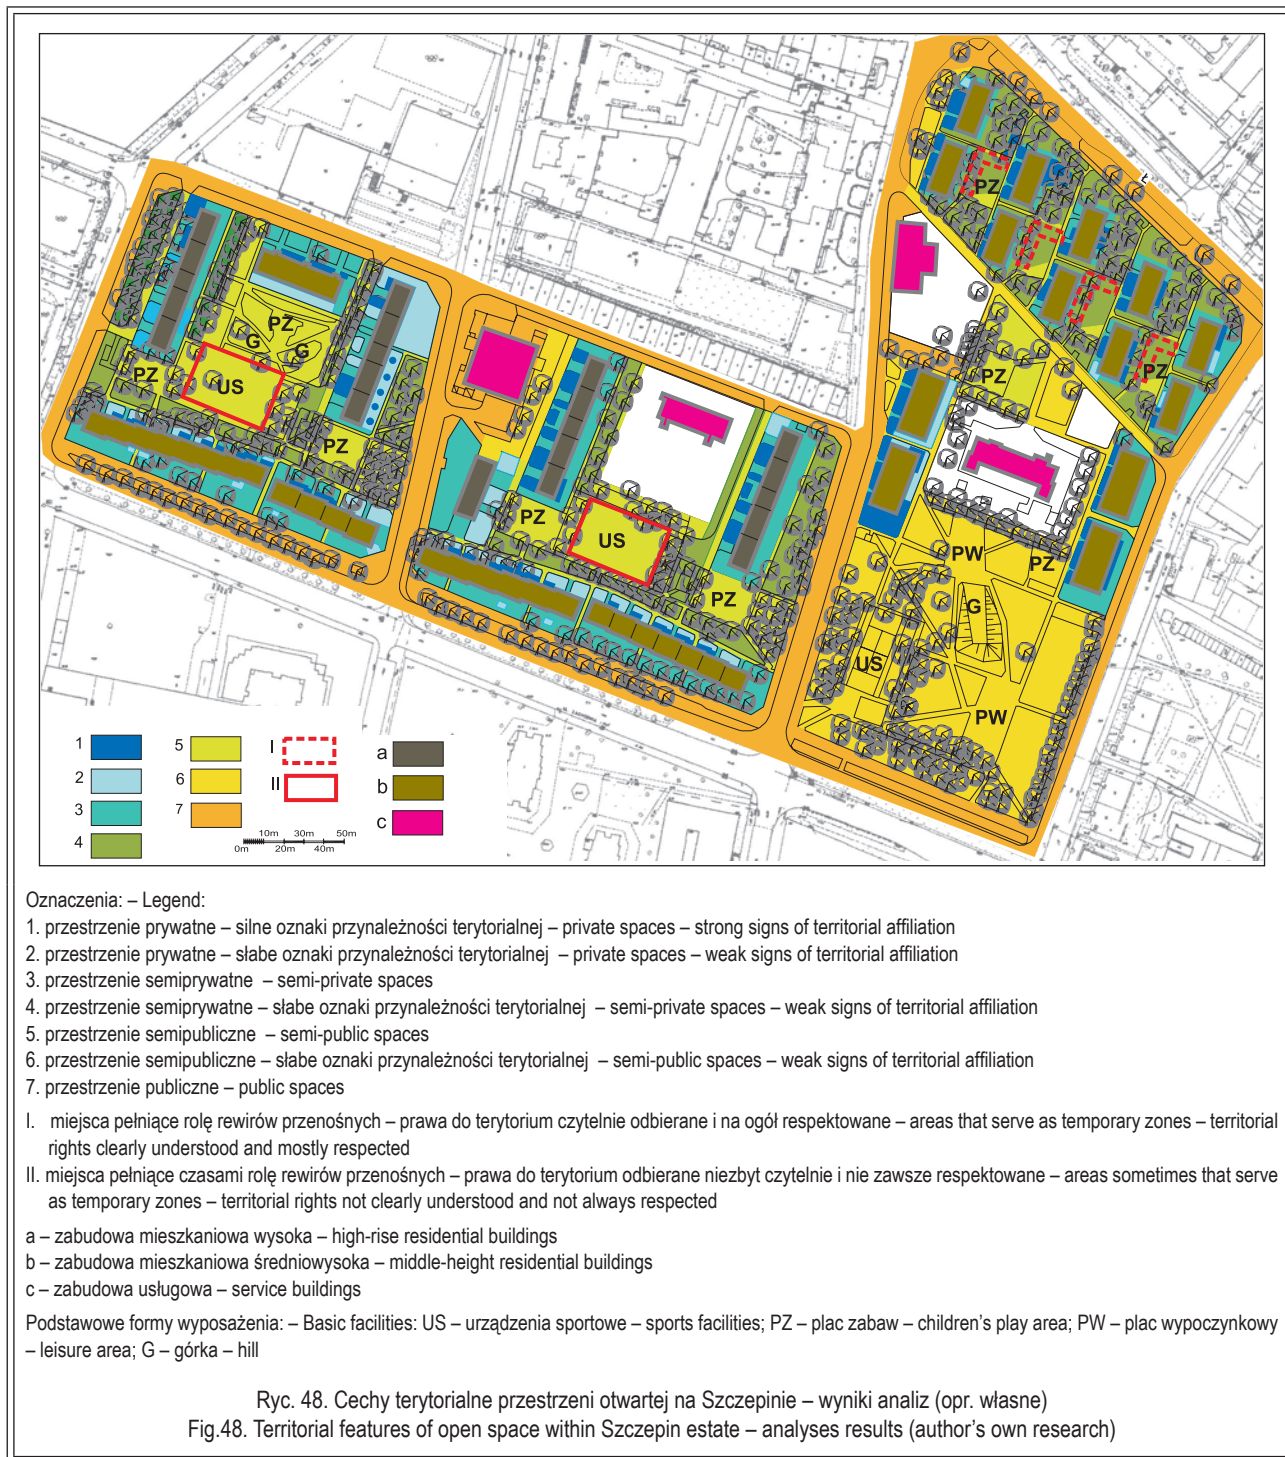 PZ
PZ
PZ
G
G
PZ
US
PZ
PZ
US
PZ
PZ
PZ
PW
PZ
G
US
PW
1
2
3
4
5
6
7
I
II
a
b
c
10m 30m 50m
0m 20m 40m
Oznaczenia: – Legend:
1. przestrzenie prywatne – silne oznaki przynależności terytorialnej – private spaces – strong signs of territorial affiliation
2. przestrzenie prywatne – słabe oznaki przynależności terytorialnej – private spaces – weak signs of territorial affiliation
3. przestrzenie semiprywatne – semi-private spaces
4. przestrzenie semiprywatne – słabe oznaki przynależności terytorialnej – semi-private spaces – weak signs of territorial affiliation
5. przestrzenie semipubliczne – semi-public spaces
6. przestrzenie semipubliczne – słabe oznaki przynależności terytorialnej – semi-public spaces – weak signs of territorial affiliation
7. przestrzenie publiczne – public spaces
I. miejsca pełniące rolę rewirów przenośnych – prawa do terytorium czytelnie odbierane i na ogół respektowane – areas that serve as temporary zones – territorial
rights clearly understood and mostly respected
II. miejsca pełniące czasami rolę rewirów przenośnych – prawa do terytorium odbierane niezbyt czytelnie i nie zawsze respektowane – areas sometimes that serve
as temporary zones – territorial rights not clearly understood and not always respected
a – zabudowa mieszkaniowa wysoka – high-rise residential buildings
b – zabudowa mieszkaniowa średniowysoka – middle-height residential buildings
c – zabudowa usługowa – service buildings
Podstawowe formy wyposażenia: – Basic facilities: US – urządzenia sportowe – sports facilities; PZ – plac zabaw – children's play area; PW – plac wypoczynkowy
– leisure area; G – górka – hill
Ryc. 48. Cechy terytorialne przestrzeni otwartej na Szczepinie – wyniki analiz (opr. własne)
Fig.48. Territorial features of open space within Szczepin estate – analyses results (author's own research)